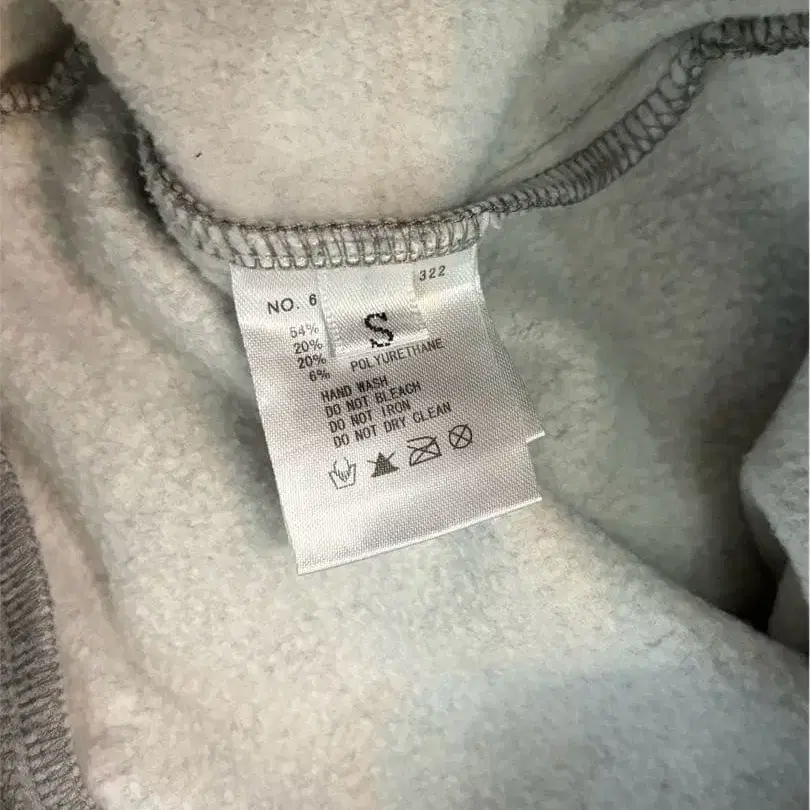 NO. 6
322
S
54%
20%
20%
6% POLYURETHANE
HAND WASH
DO NOT BLEACH
DO NOT IRON
DO NOT DRY CLEAN